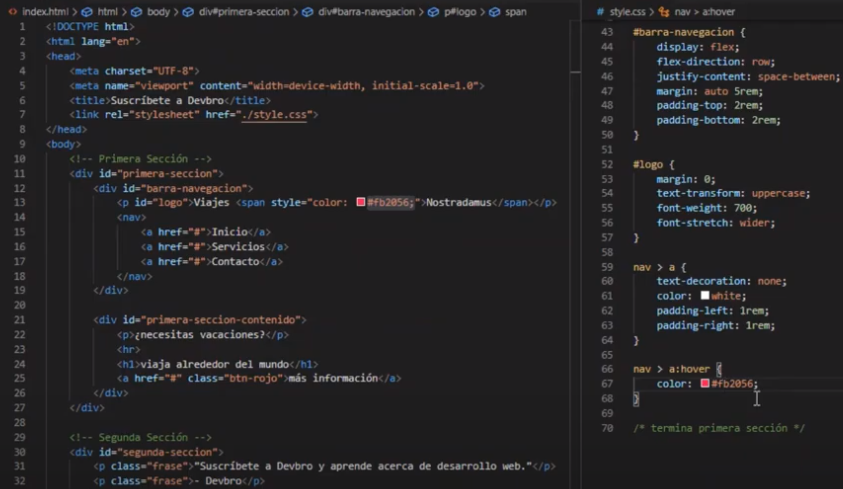 index.html > html > body > div#primera-seccion > div#barra-navegacion > p#logo > span
1 <!DOCTYPE html>
2 <html lang="en">
3 <head>
4 <meta charset="UTF-8">
5 <meta name="viewport" content="width=device-width, initial-scale=1.0">
6 <title>Suscríbete a Devbro</title>
7 <link rel="stylesheet" href="./style.css">
8 </head>
9 <body>
10 <!-- Primera Sección -->
11 <div id="primera-seccion">
12 <div id="barra-navegacion">
13 <p id="logo">Viajes <span style="color: #fb2056;">Nostradamus</span></p>
14 <nav>
15 <a href="#">Inicio</a>
16 <a href="#">Servicios</a>
17 <a href="#">Contacto</a>
18 </nav>
19 </div>
20
21 <div id="primera-seccion-contenido">
22 <p>¿necesitas vacaciones?</p>
23 <hr>
24 <h1>viaja alrededor del mundo</h1>
25 <a href="#" class="btn-rojo">más información</a>
26 </div>
27 </div>
28
29 <!-- Segunda Sección -->
30 <div id="segunda-seccion">
31 <p class="frase">"Suscríbete a Devbro y aprende acerca de desarrollo web."</p>
32 <p class="frase">- Devbro</p>
# style.css > nav > a:hover
43 #barra-navegacion {
44 display: flex;
45 flex-direction: row;
46 justify-content: space-between;
47 margin: auto 5rem;
48 padding-top: 2rem;
49 padding-bottom: 2rem;
50 }
51
52 #logo {
53 margin: 0;
54 text-transform: uppercase;
55 font-weight: 700;
56 font-stretch: wider;
57 }
58
59 nav > a {
60 text-decoration: none;
61 color: white;
62 padding-left: 1rem;
63 padding-right: 1rem;
64 }
65
66 nav > a:hover {
67 color: #fb2056;
68 }
69
70 /* termina primera sección */